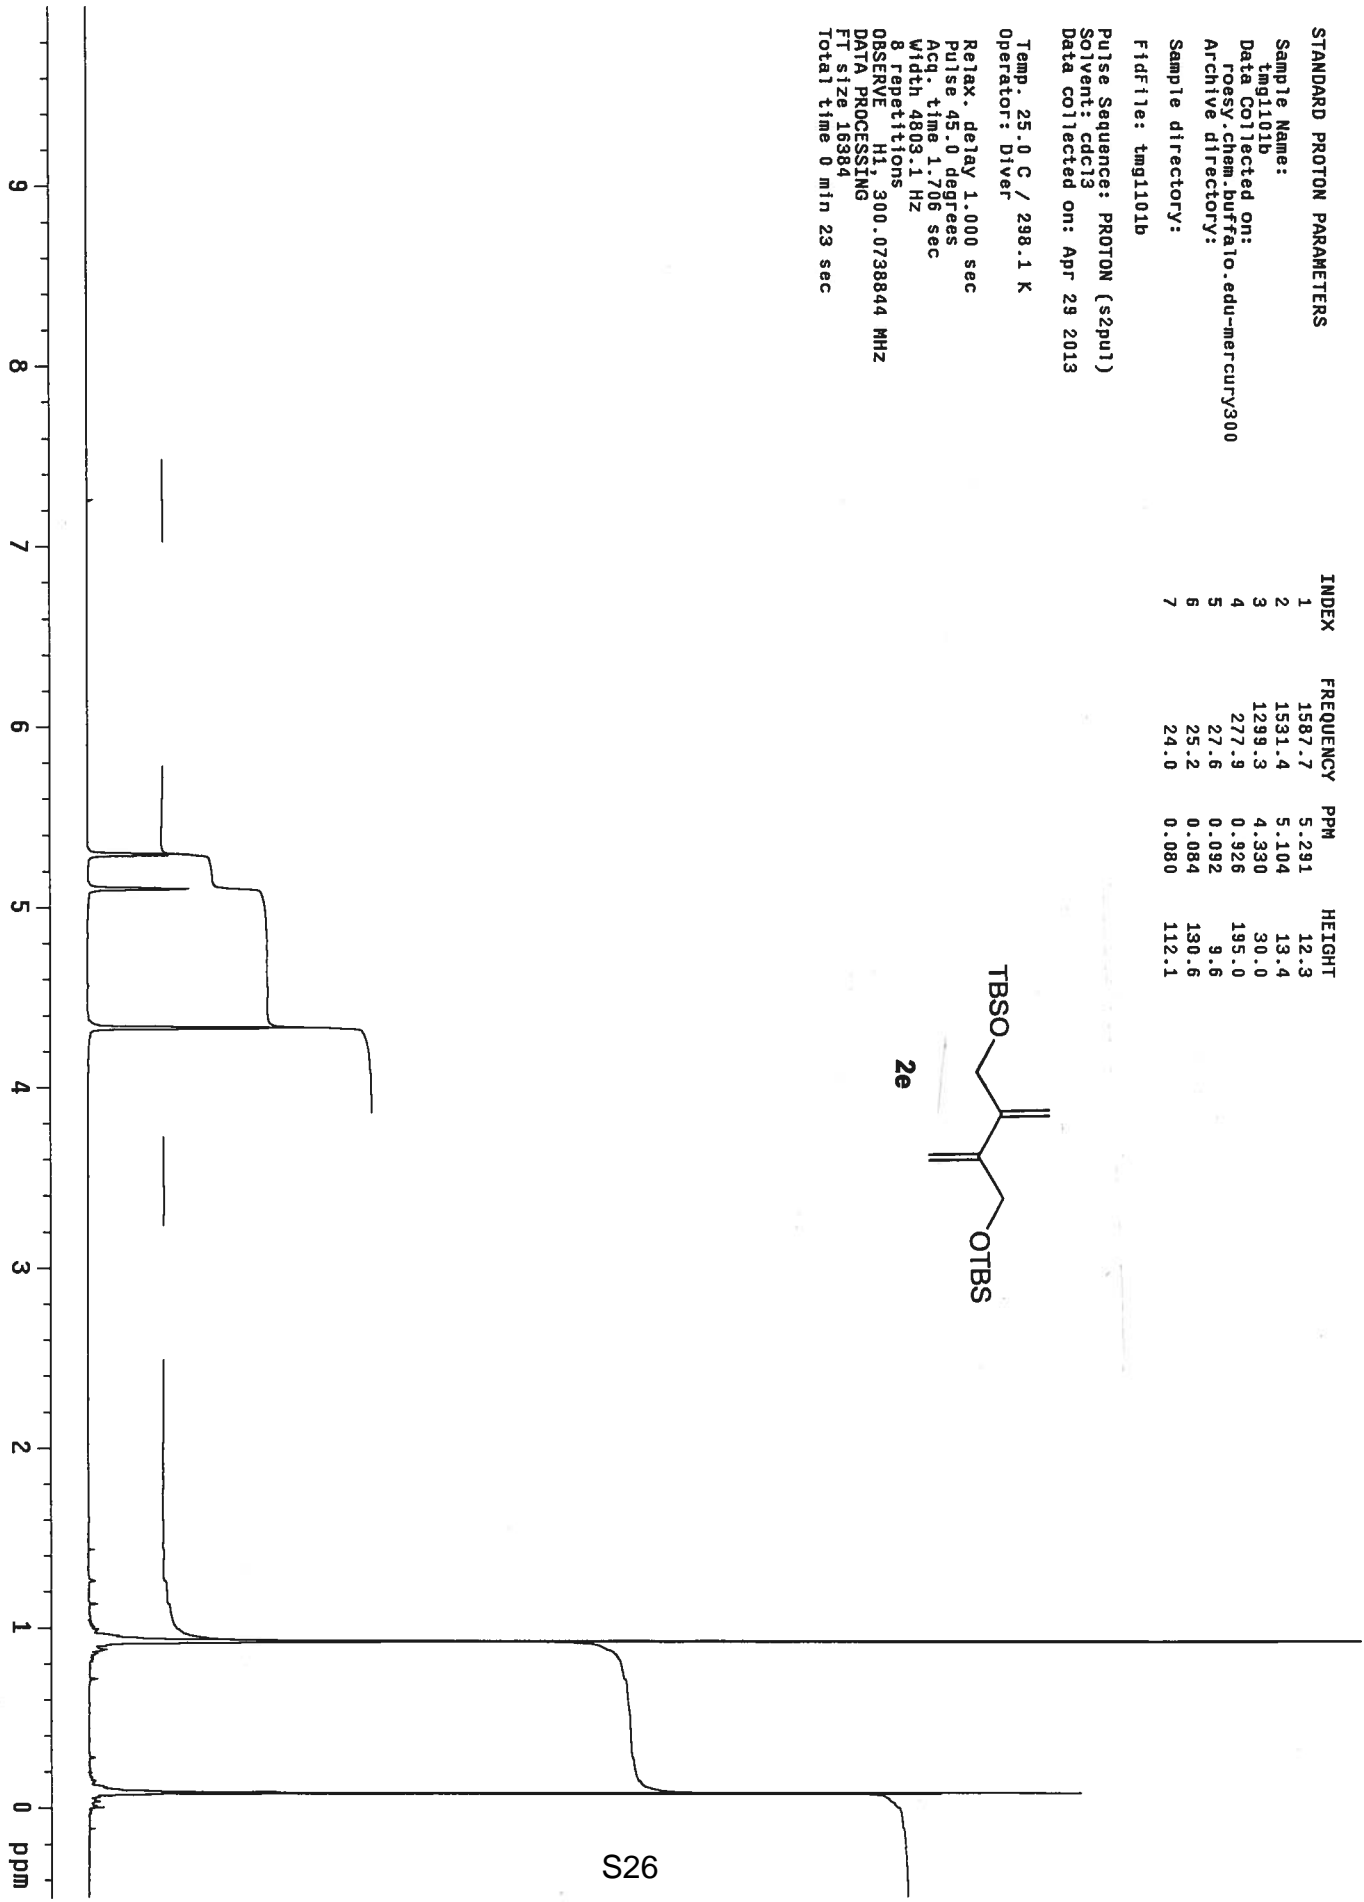 STANDARD PROTON PARAMETERS
Sample Name:
tmg1101b
Data Collected on:
roesy.chem.buffalo.edu-mercury300
Archive directory:
Sample directory:
FidFile: tmg1101b
Pulse Sequence: PROTON (s2pul)
Solvent: cdcl3
Data collected on: Apr 29 2013
Temp. 25.0 C / 298.1 K
Operator: Diver
Relax. delay 1.000 sec
Pulse 45.0 degrees
Acq. time 1.706 sec
Width 4803.1 Hz
8 repetitions
OBSERVE H1, 300.0738844 MHz
DATA PROCESSING
FT size 16384
Total time 0 min 23 sec
INDEX FREQUENCY PPM HEIGHT
1 1587.7 5.291 12.3
2 1531.4 5.104 13.4
3 1299.3 4.330 30.0
4 277.9 0.926 195.0
5 27.6 0.092 9.6
6 25.2 0.084 130.6
7 24.0 0.080 112.1
TBSO
OTBS
2e
9 8 7 6 5 4 3 2 1 0 ppm
S26